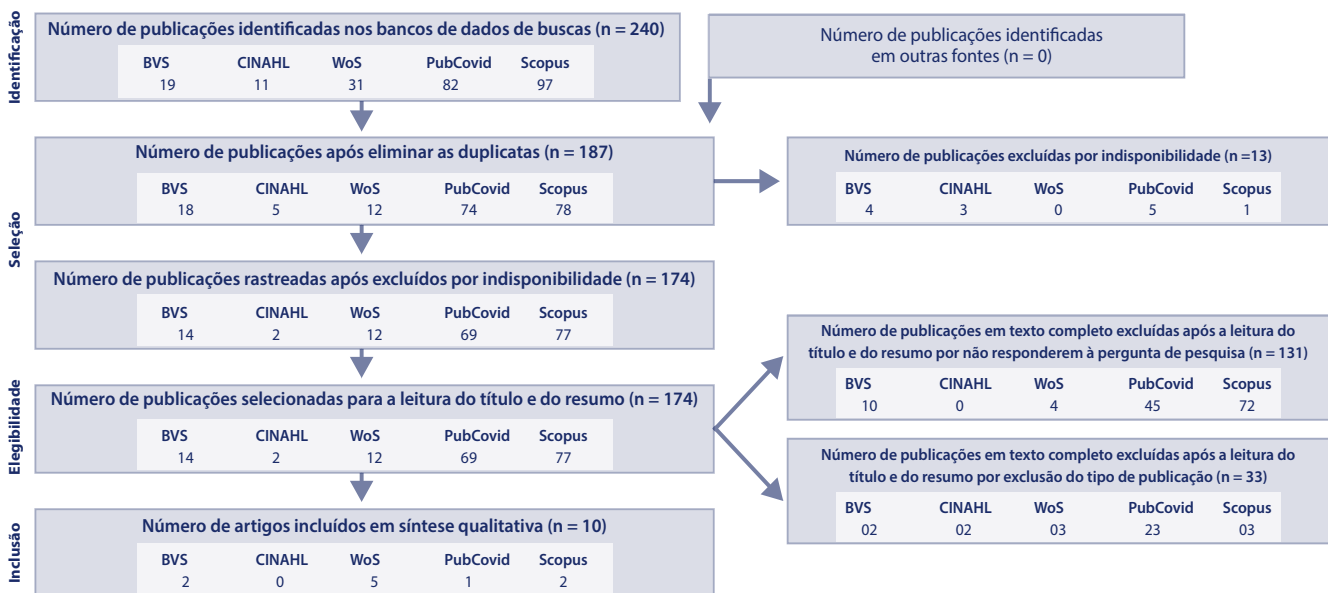 Identificação
Número de publicações identificadas nos bancos de dados de buscas (n = 240)
BVS CINAHL WoS PubCovid Scopus
19 11 31 82 97
Número de publicações identificadas
em outras fontes (n = 0)
Seleção
Número de publicações após eliminar as duplicatas (n = 187)
BVS CINAHL WoS PubCovid Scopus
18 5 12 74 78
Número de publicações excluídas por indisponibilidade (n =13)
BVS CINAHL WoS PubCovid Scopus
4 3 0 5 1
Número de publicações rastreadas após excluídos por indisponibilidade (n = 174)
BVS CINAHL WoS PubCovid Scopus
14 2 12 69 77
Elegibilidade
Número de publicações selecionadas para a leitura do título e do resumo (n = 174)
BVS CINAHL WoS PubCovid Scopus
14 2 12 69 77
Número de publicações em texto completo excluídas após a leitura do
título e do resumo por não responderem à pergunta de pesquisa (n = 131)
BVS CINAHL WoS PubCovid Scopus
10 0 4 45 72
Número de publicações em texto completo excluídas após a leitura do
título e do resumo por exclusão do tipo de publicação (n = 33)
BVS CINAHL WoS PubCovid Scopus
02 02 03 23 03
Inclusão
Número de artigos incluídos em síntese qualitativa (n = 10)
BVS CINAHL WoS PubCovid Scopus
2 0 5 1 2